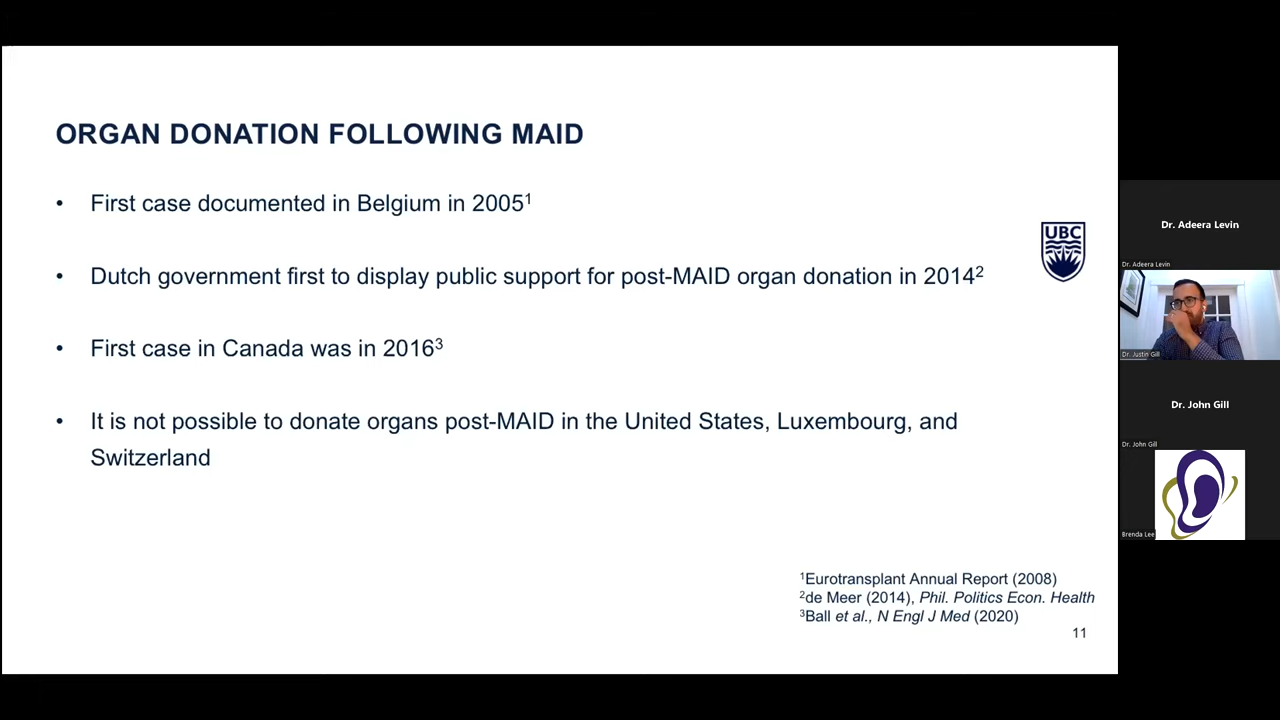 ORGAN DONATION FOLLOWING MAID
• First case documented in Belgium in 2005¹
• Dutch government first to display public support for post-MAID organ donation in 2014²
• First case in Canada was in 2016³
• It is not possible to donate organs post-MAID in the United States, Luxembourg, and
Switzerland
¹Eurotransplant Annual Report (2008)
²de Meer (2014), Phil. Politics Econ. Health
³Ball et al., N Engl J Med (2020)
11
UBC
Dr. Adeera Levin
Dr. Adeera Levin
Dr. Justin Gill
Dr. John Gill
Dr. John Gill
Brenda Lee